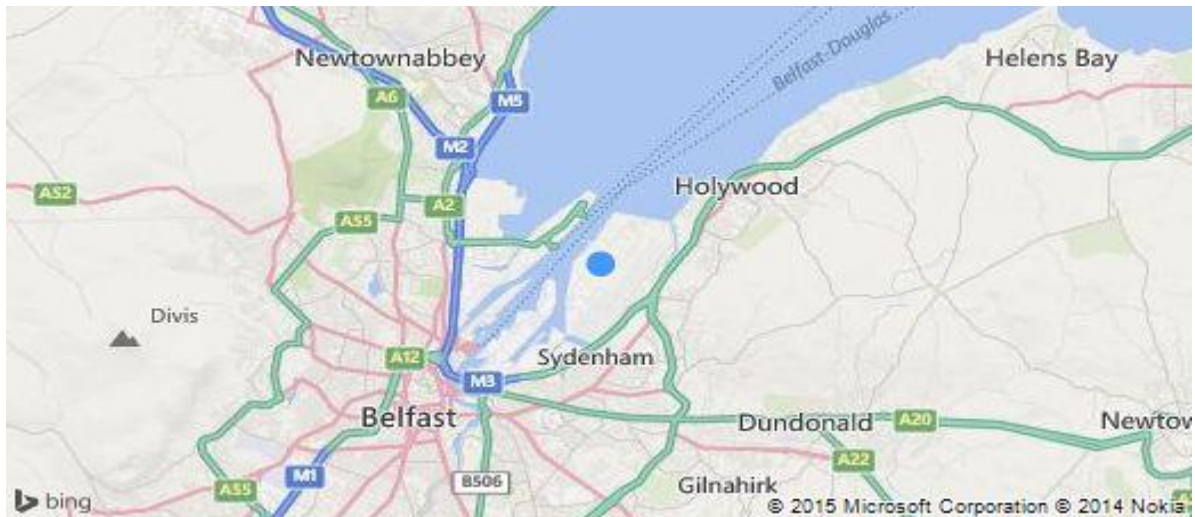 Newtownabbey
Helens Bay
Belfast-Douglas
A6
M5
M2
A52
Holywood
A2
A55
Divis
A12
Sydenham
M3
Belfast
Dundonald
A20
Newtow
A22
M1
B506
A55
Gilnahirk
bing
© 2015 Microsoft Corporation © 2014 Nokia